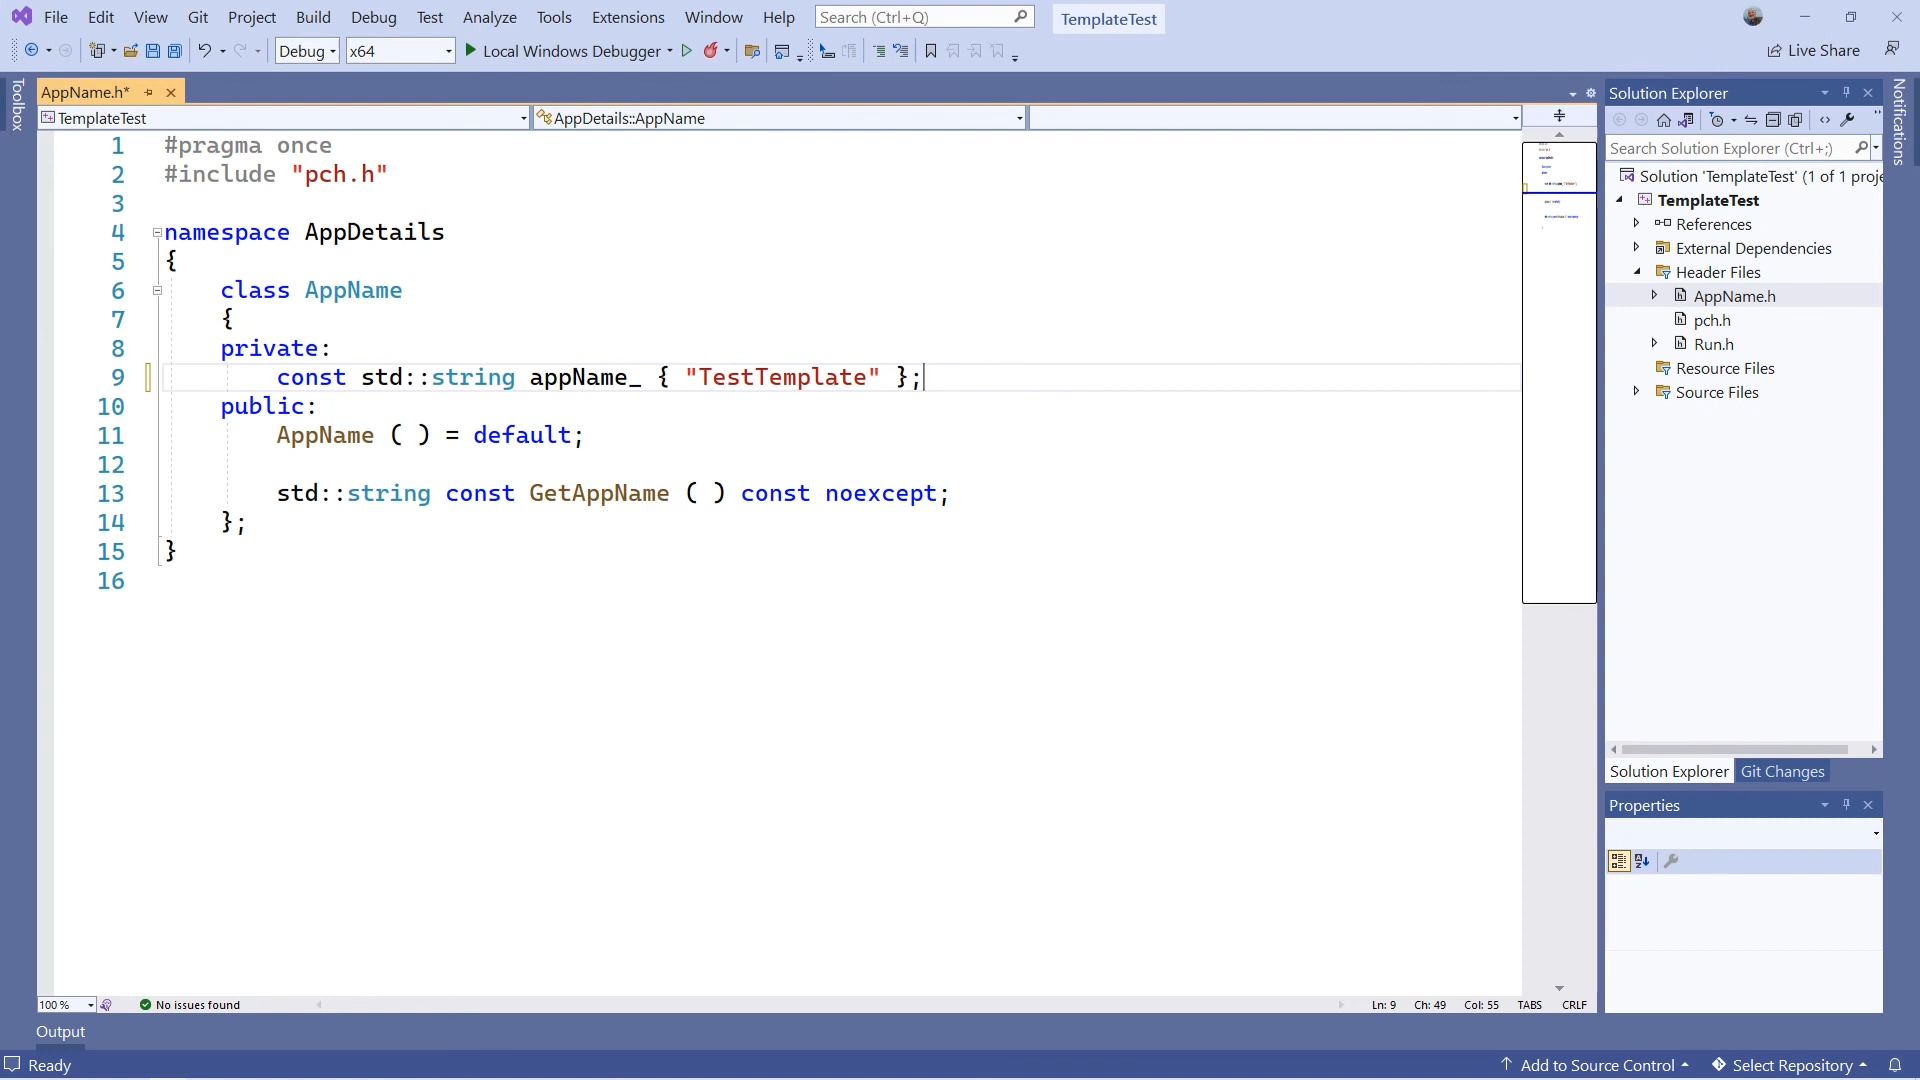 File Edit View Git Project Build Debug Test Analyze Tools Extensions Window Help Search (Ctrl+Q) TemplateTest
Debug x64 Local Windows Debugger Live Share
Toolbox
AppName.h*
TemplateTest AppDetails::AppName
1 #pragma once
2 #include "pch.h"
3
4 namespace AppDetails
5 {
6 class AppName
7 {
8 private:
9 const std::string appName_ { "TestTemplate" };
10 public:
11 AppName ( ) = default;
12
13 std::string const GetAppName ( ) const noexcept;
14 };
15 }
16
100 % No issues found Ln: 9 Ch: 49 Col: 55 TABS CRLF
Solution Explorer
Search Solution Explorer (Ctrl+;)
Solution 'TemplateTest' (1 of 1 proje
TemplateTest
References
External Dependencies
Header Files
AppName.h
pch.h
Run.h
Resource Files
Source Files
Solution Explorer Git Changes
Properties
Notifications
Output
Ready Add to Source Control Select Repository